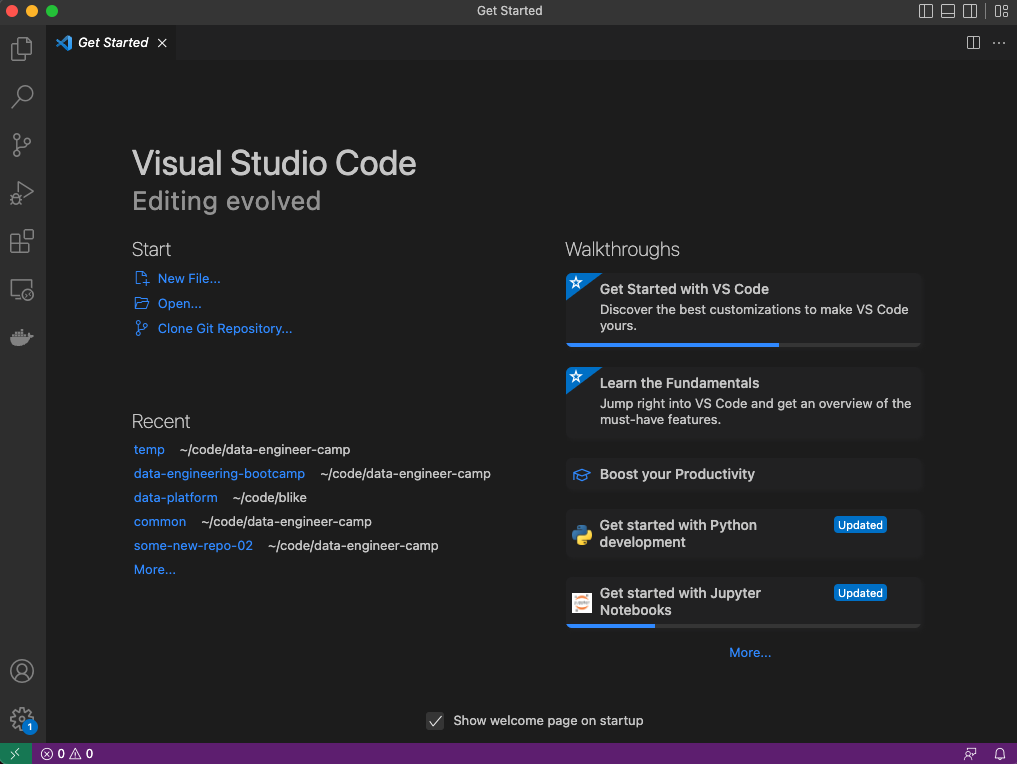 Get Started
Get Started
Visual Studio Code
Editing evolved
Start
New File...
Open...
Clone Git Repository...
Recent
temp ~/code/data-engineer-camp
data-engineering-bootcamp ~/code/data-engineer-camp
data-platform ~/code/blike
common ~/code/data-engineer-camp
some-new-repo-02 ~/code/data-engineer-camp
More...
Walkthroughs
Get Started with VS Code
Discover the best customizations to make VS Code
yours.
Learn the Fundamentals
Jump right into VS Code and get an overview of the
must-have features.
Boost your Productivity
Get started with Python Updated
development
Get started with Jupyter Updated
Notebooks
More...
Show welcome page on startup
1
0 0